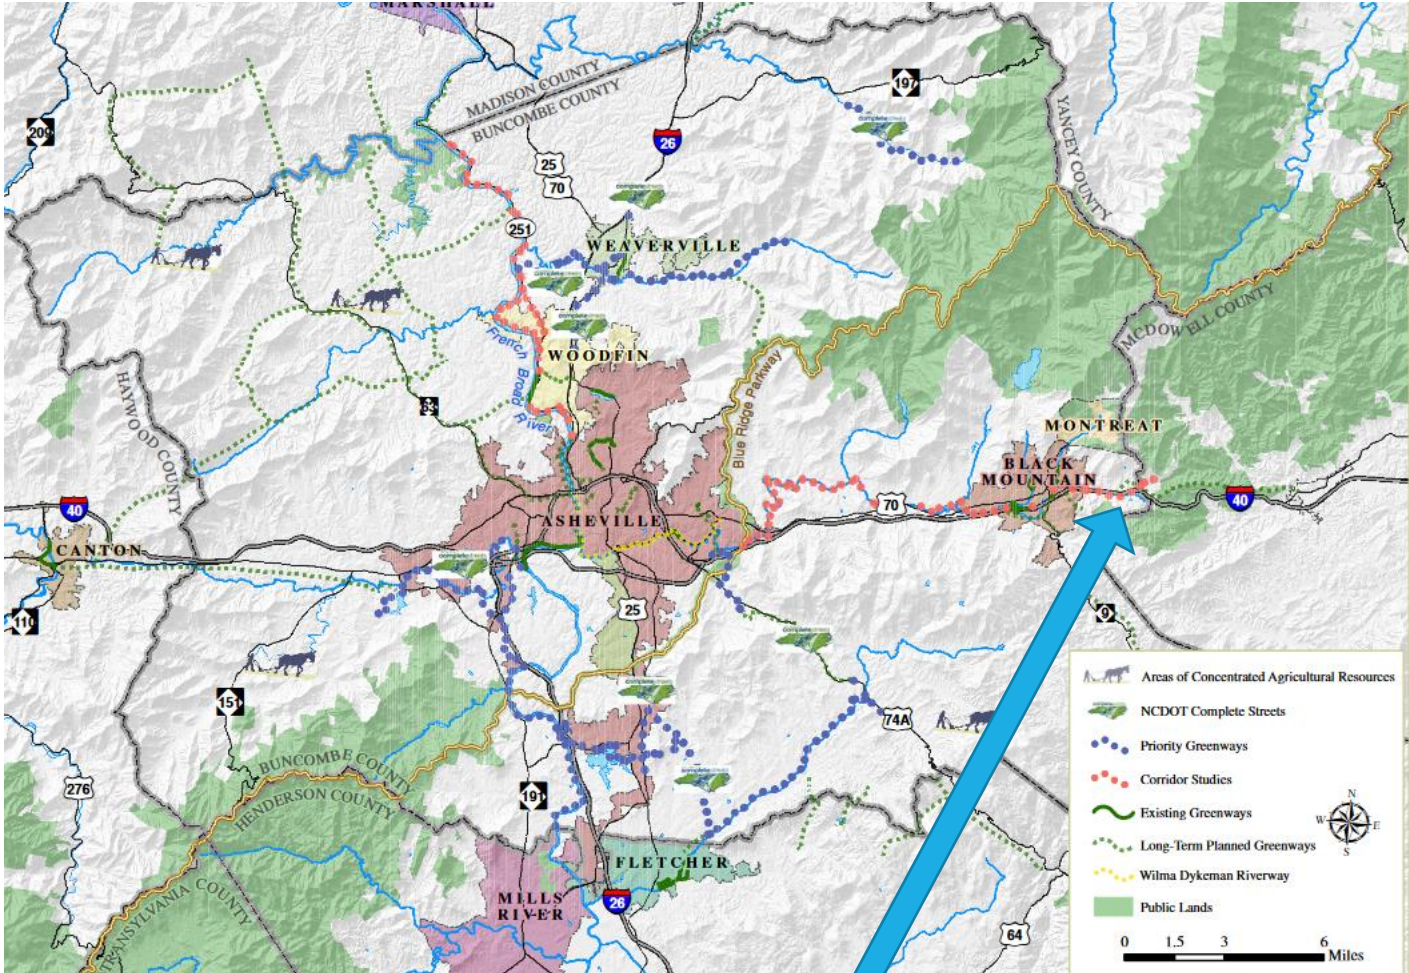 MARSHALL
MADISON COUNTY
BUNCOMBE COUNTY
197
209
26
25
70
YANCEY COUNTY
251
WEAVERVILLE
MCDOWELL COUNTY
WOODFIN
French Broad River
Blue Ridge Parkway
HAYWOOD COUNTY
63
MONTREAT
BLACK
MOUNTAIN
40
70
40
ASHEVILLE
CANTON
110
25
9
151
74A
BUNCOMBE COUNTY
HENDERSON COUNTY
276
191
FLETCHER
MILLS
RIVER
26
TRANSYLVANIA COUNTY
64
Areas of Concentrated Agricultural Resources
NCDOT Complete Streets
Priority Greenways
Corridor Studies
Existing Greenways
Long-Term Planned Greenways
Wilma Dykeman Riverway
Public Lands
N
W E
S
0 1.5 3 6
Miles